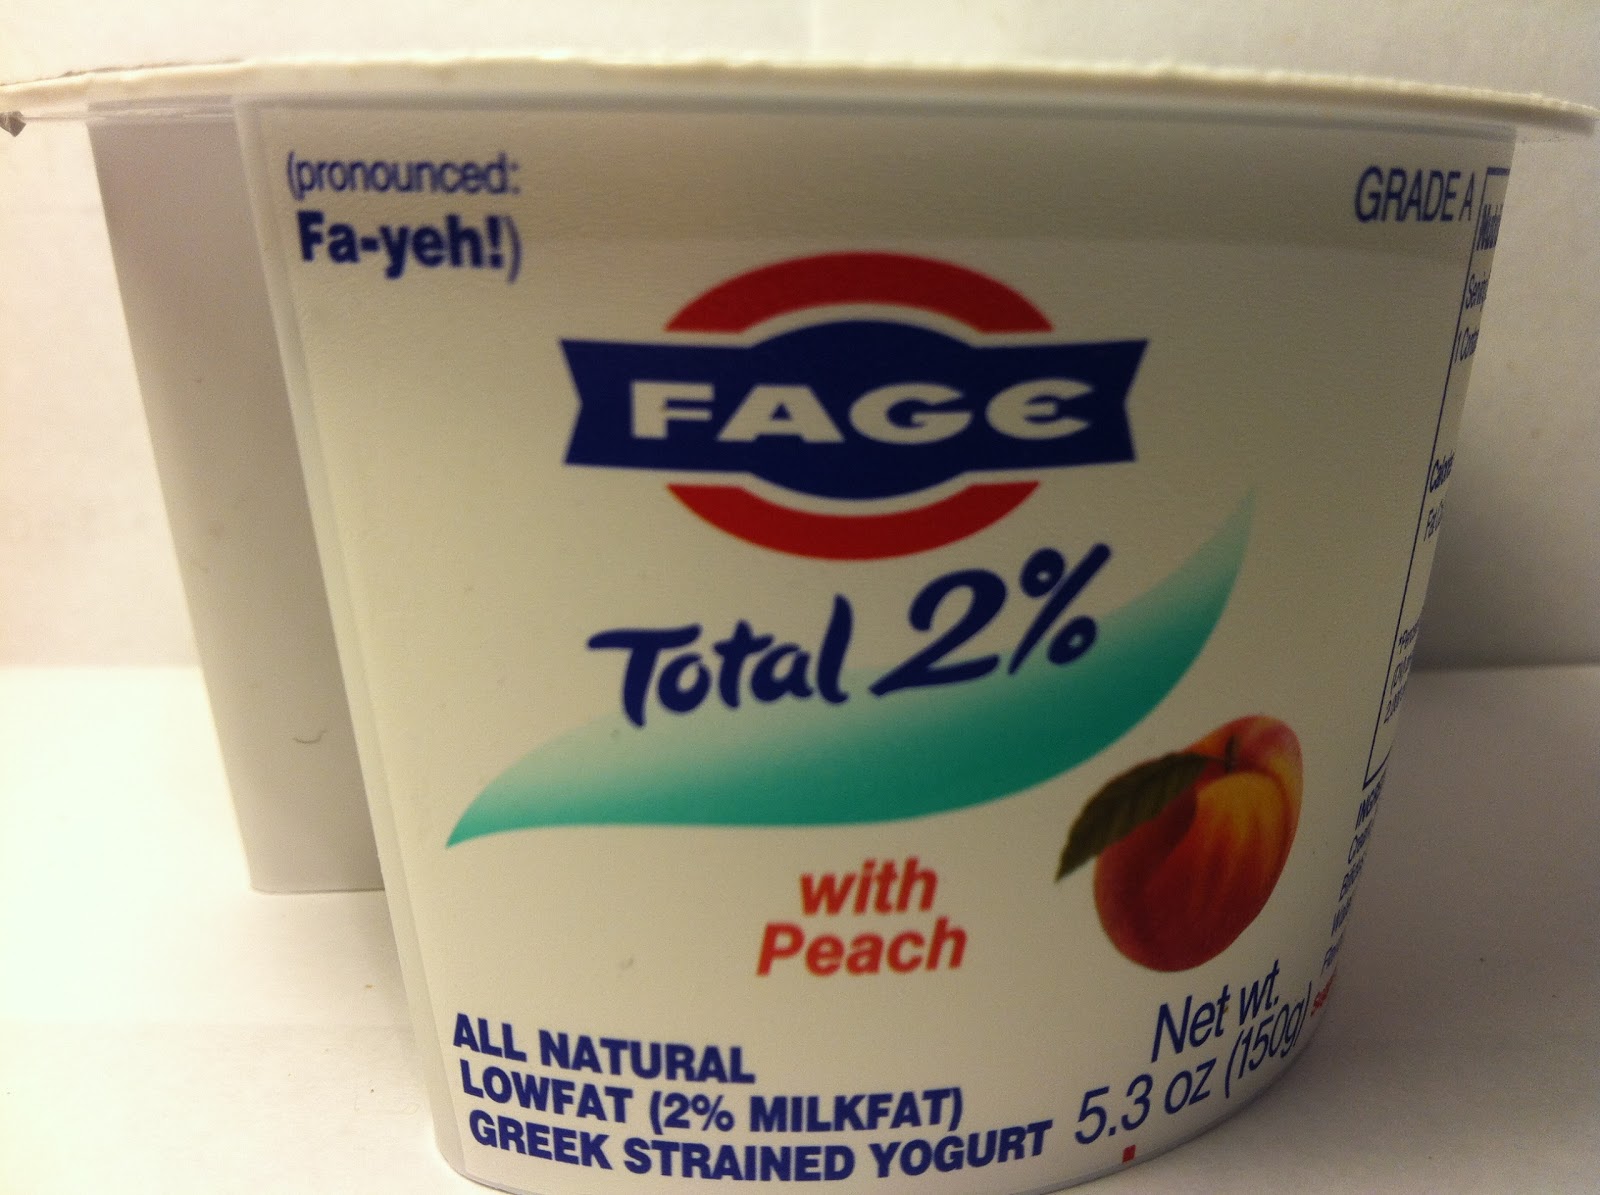 (pronounced:
Fa-yeh!)
GRADE A
FAGE
Total 2%
with
Peach
ALL NATURAL
LOWFAT (2% MILKFAT)
GREEK STRAINED YOGURT
Net wt.
5.3 oz (150g)